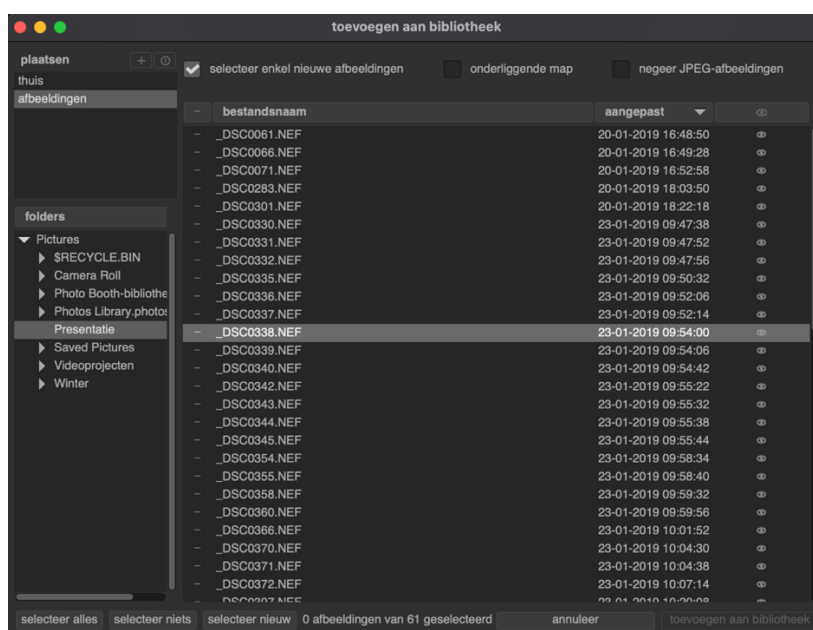 toevoegen aan bibliotheek
plaatsen
thuis
afbeeldingen
folders
Pictures
$RECYCLE.BIN
Camera Roll
Photo Booth-bibliothe
Photos Library.photos
Presentatie
Saved Pictures
Videoprojecten
Winter
selecteer enkel nieuwe afbeeldingen onderliggende map negeer JPEG-afbeeldingen
bestandsnaam aangepast
_DSC0061.NEF 20-01-2019 16:48:50
_DSC0066.NEF 20-01-2019 16:49:28
_DSC0071.NEF 20-01-2019 16:52:58
_DSC0283.NEF 20-01-2019 18:03:50
_DSC0301.NEF 20-01-2019 18:22:18
_DSC0330.NEF 23-01-2019 09:47:38
_DSC0331.NEF 23-01-2019 09:47:52
_DSC0332.NEF 23-01-2019 09:47:56
_DSC0335.NEF 23-01-2019 09:50:32
_DSC0336.NEF 23-01-2019 09:52:06
_DSC0337.NEF 23-01-2019 09:52:14
_DSC0338.NEF 23-01-2019 09:54:00
_DSC0339.NEF 23-01-2019 09:54:06
_DSC0340.NEF 23-01-2019 09:54:42
_DSC0342.NEF 23-01-2019 09:55:22
_DSC0343.NEF 23-01-2019 09:55:32
_DSC0344.NEF 23-01-2019 09:55:38
_DSC0345.NEF 23-01-2019 09:55:44
_DSC0354.NEF 23-01-2019 09:58:34
_DSC0355.NEF 23-01-2019 09:58:40
_DSC0358.NEF 23-01-2019 09:59:32
_DSC0360.NEF 23-01-2019 09:59:56
_DSC0366.NEF 23-01-2019 10:01:52
_DSC0370.NEF 23-01-2019 10:04:30
_DSC0371.NEF 23-01-2019 10:04:38
_DSC0372.NEF 23-01-2019 10:07:14
selecteer alles selecteer niets selecteer nieuw 0 afbeeldingen van 61 geselecteerd annuleer toevoegen aan bibliotheek